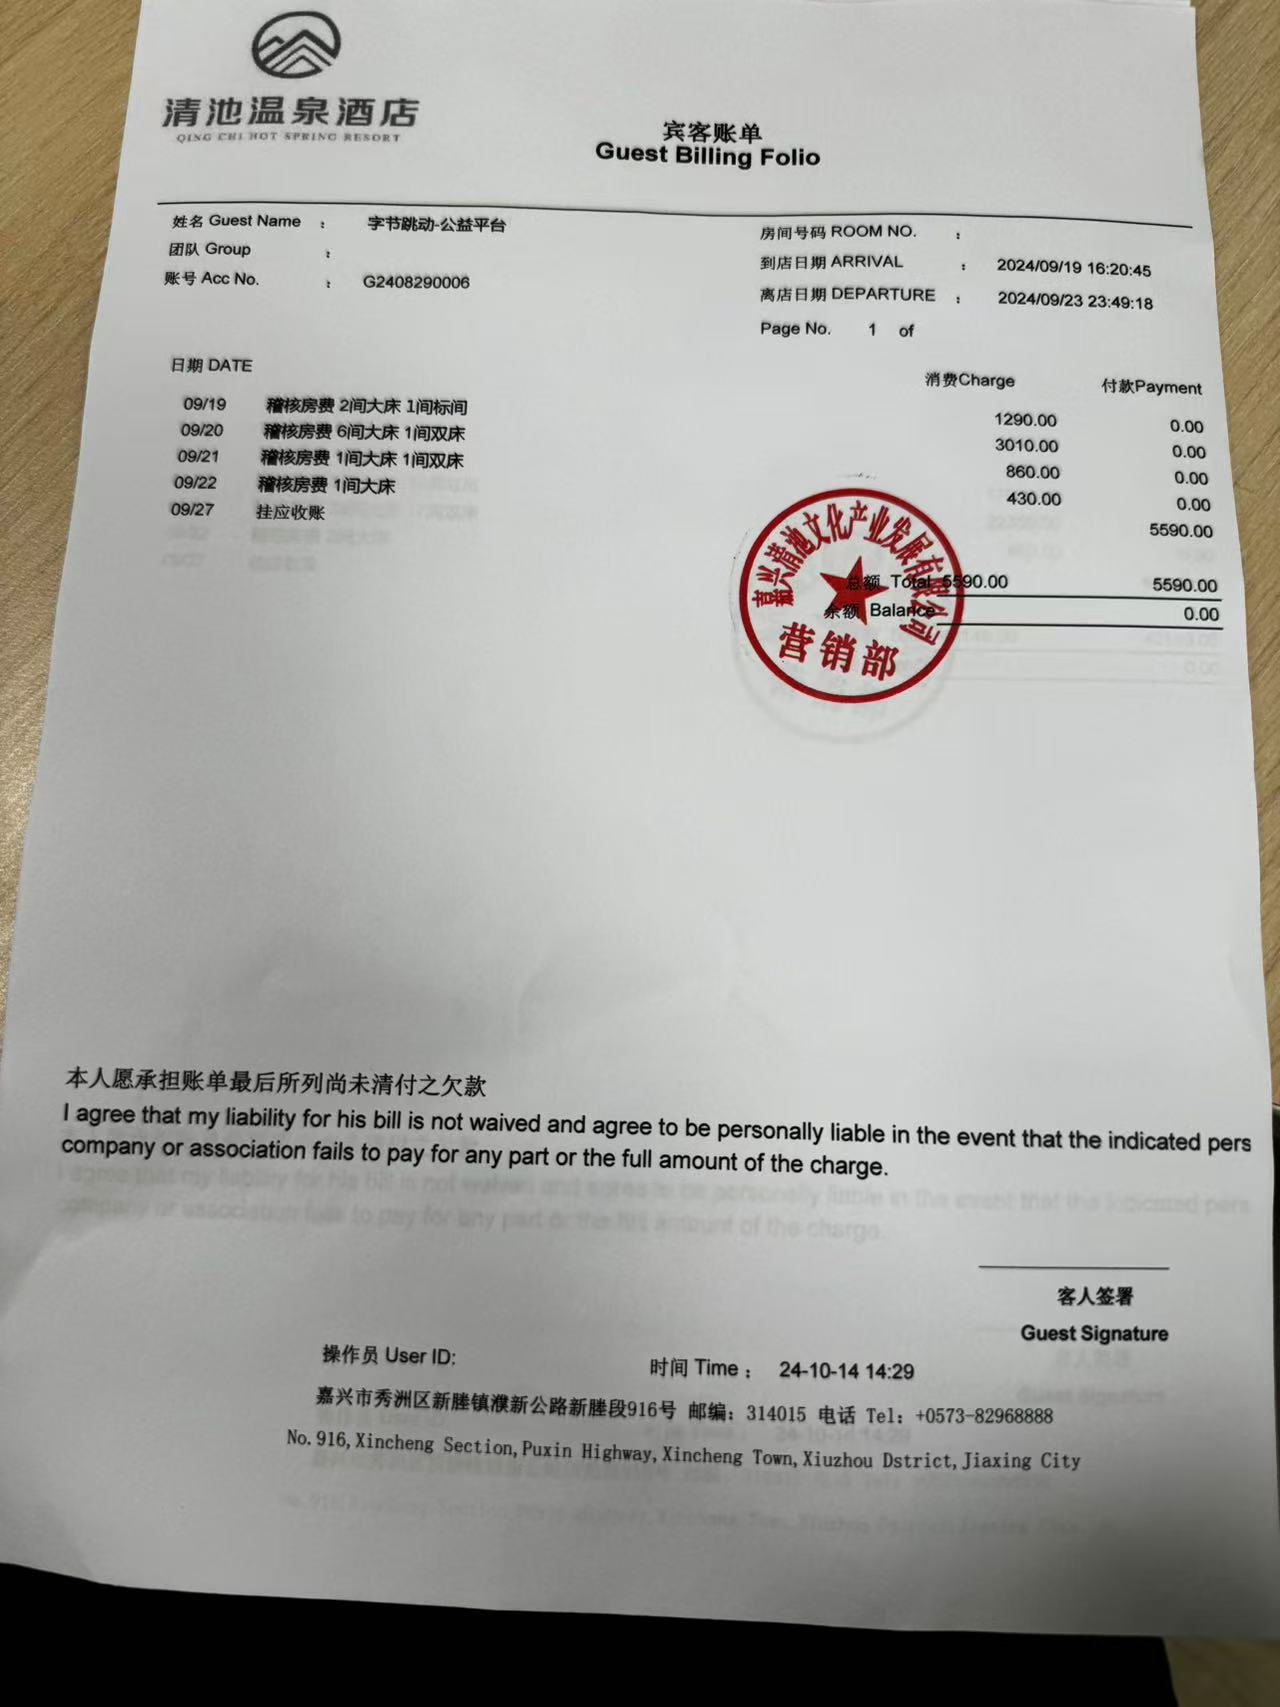 清池温泉酒店
QING CHI HOT SPRING RESORT
宾客账单
Guest Billing Folio
姓名 Guest Name : 字节跳动-公益平台
房间号码 ROOM NO. :
团队 Group :
到店日期 ARRIVAL : 2024/09/19 16:20:45
账号 Acc No. : G2408290006
离店日期 DEPARTURE : 2024/09/23 23:49:18
Page No. 1 of
日期 DATE 消费Charge 付款Payment
09/19 稽核房费 2间大床 1间标间 1290.00 0.00
09/20 稽核房费 6间大床 1间双床 3010.00 0.00
09/21 稽核房费 1间大床 1间双床 860.00 0.00
09/22 稽核房费 1间大床 430.00 0.00
09/27 挂应收账 5590.00
总额 Total 5590.00 5590.00
余额 Balance 0.00
嘉兴清池文化产业发展有限公司
营销部
本人愿承担账单最后所列尚未清付之欠款
I agree that my liability for his bill is not waived and agree to be personally liable in the event that the indicated pers
company or association fails to pay for any part or the full amount of the charge.
客人签署
Guest Signature
操作员 User ID: 时间 Time : 24-10-14 14:29
嘉兴市秀洲区新塍镇濮新公路新塍段916号 邮编: 314015 电话 Tel: +0573-82968888
No. 916, Xincheng Section, Puxin Highway, Xincheng Town, Xiuzhou Dstrict, Jiaxing City